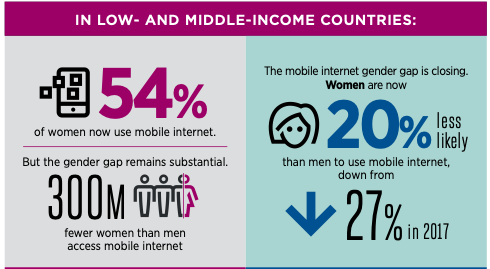 IN LOW- AND MIDDLE-INCOME COUNTRIES:
54%
of women now use mobile internet.
But the gender gap remains substantial.
300M
fewer women than men
access mobile internet
The mobile internet gender gap is closing.
Women are now
20% less likely
than men to use mobile internet,
down from
27% in 2017